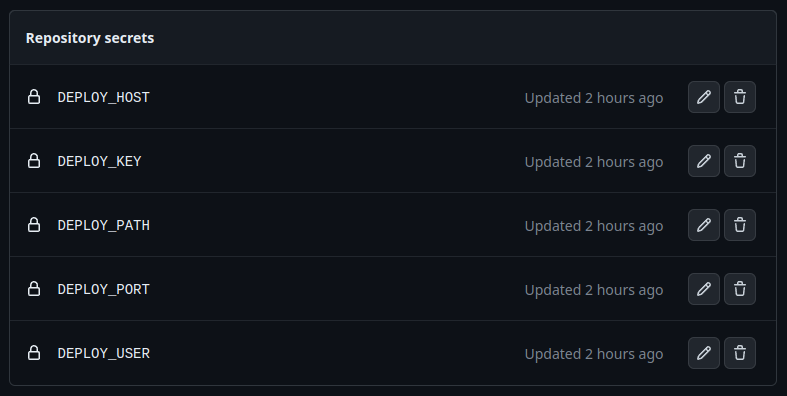 Repository secrets
DEPLOY_HOST Updated 2 hours ago
DEPLOY_KEY Updated 2 hours ago
DEPLOY_PATH Updated 2 hours ago
DEPLOY_PORT Updated 2 hours ago
DEPLOY_USER Updated 2 hours ago